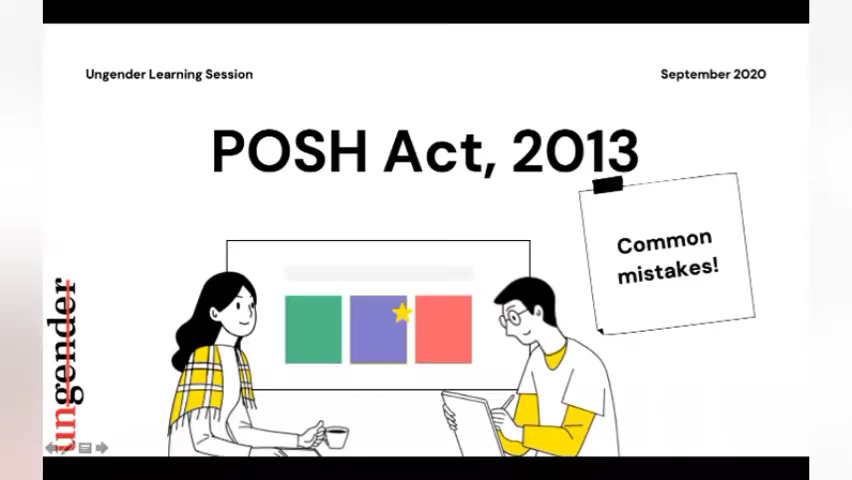 Ungender Learning Session
September 2020
POSH Act, 2013
Common
mistakes!
ungender